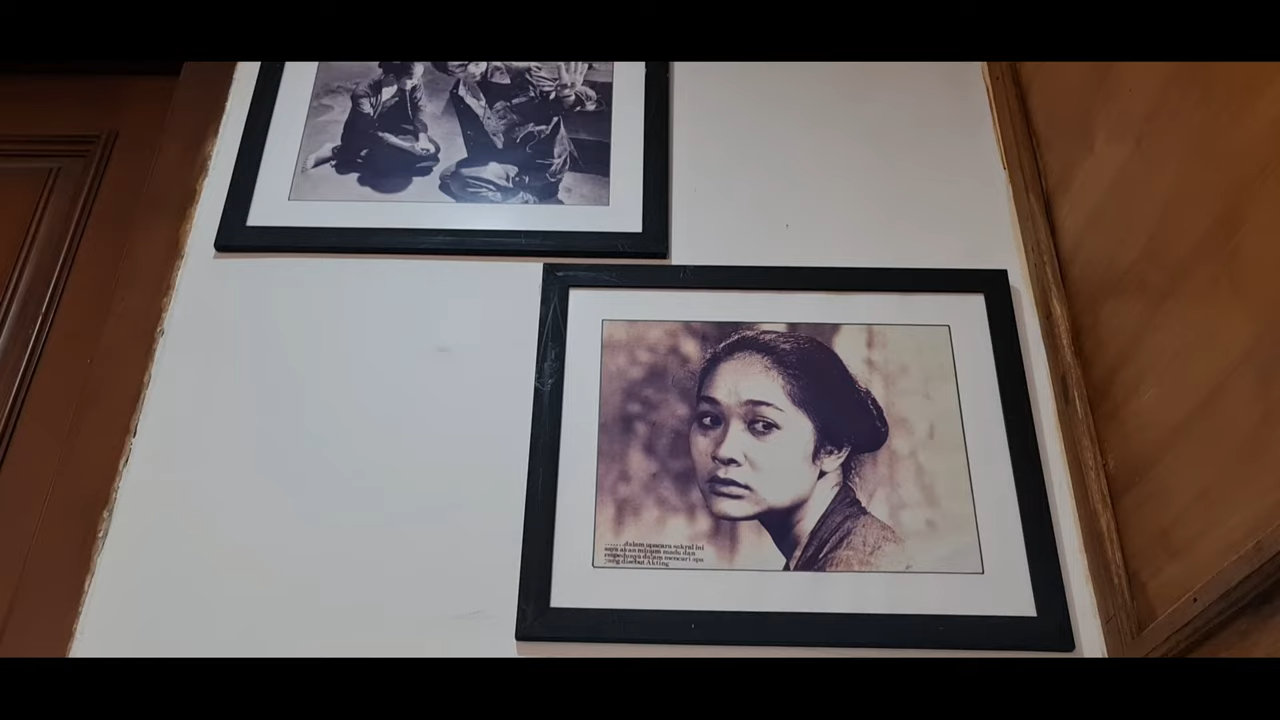 ......dalam upacara sakral ini
saya akan minum madu dan
empedunya dalam mencari apa
yang disebut Akting